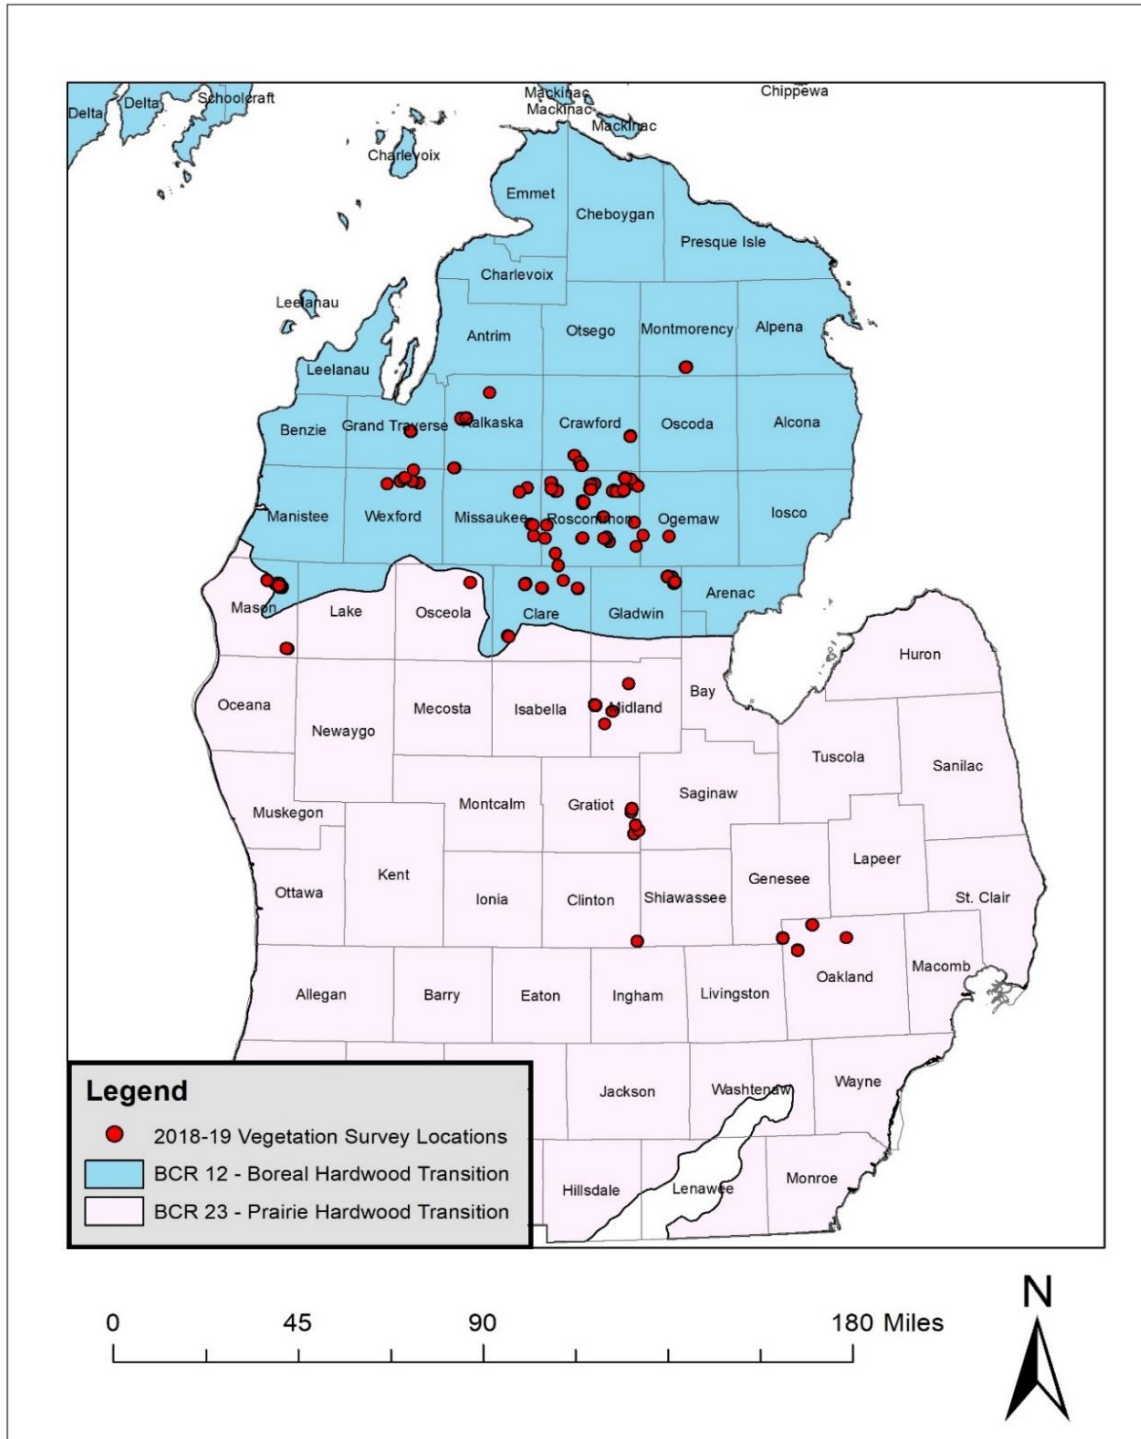 Mackinac
Chippewa
Delta
Delta
Schoolcraft
Mackinac
Mackinac
Charlevoix
Emmet
Cheboygan
Presque Isle
Charlevoix
Leelanau
Antrim
Otsego
Montmorency
Alpena
Leelanau
Benzie
Grand Traverse
Kalkaska
Crawford
Oscoda
Alcona
Manistee
Wexford
Missaukee
Roscommon
Ogemaw
Iosco
Mason
Lake
Osceola
Clare
Gladwin
Arenac
Huron
Oceana
Newaygo
Mecosta
Isabella
Midland
Bay
Tuscola
Sanilac
Muskegon
Montcalm
Gratiot
Saginaw
Ottawa
Kent
Ionia
Clinton
Shiawassee
Genesee
Lapeer
St. Clair
Allegan
Barry
Eaton
Ingham
Livingston
Oakland
Macomb
Jackson
Washtenaw
Wayne
Hillsdale
Lenawee
Monroe
Legend
2018-19 Vegetation Survey Locations
BCR 12 - Boreal Hardwood Transition
BCR 23 - Prairie Hardwood Transition
N
0 45 90 180 Miles